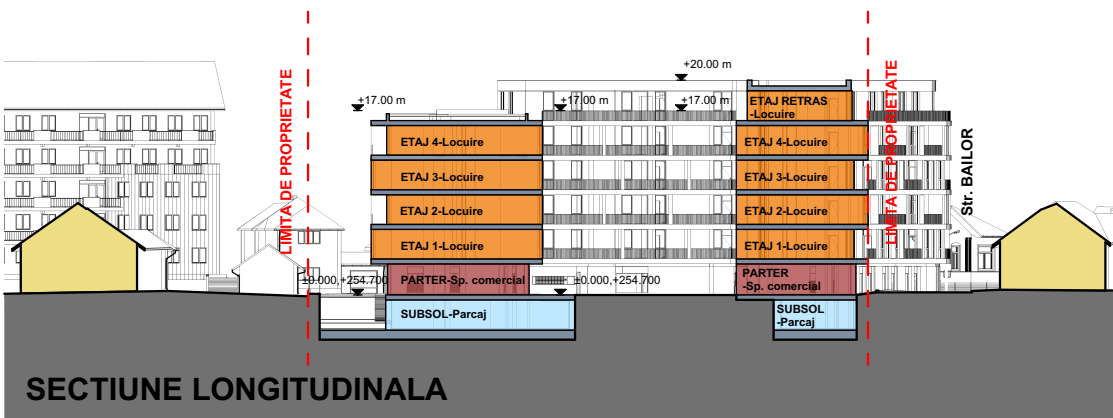 +20.00 m
+17.00 m
+17.00 m
+17.00 m
LIMITA DE PROPRIETATE
LIMITA DE PROPRIETATE
Str. BAILOR
ETAJ RETRAS
-Locuire
ETAJ 4-Locuire
ETAJ 4-Locuire
ETAJ 3-Locuire
ETAJ 3-Locuire
ETAJ 2-Locuire
ETAJ 2-Locuire
ETAJ 1-Locuire
ETAJ 1-Locuire
±0.000,+254.700
PARTER-Sp. comercial
±0.000,+254.700
PARTER
-Sp. comercial
SUBSOL-Parcaj
SUBSOL
-Parcaj
SECTIUNE LONGITUDINALA